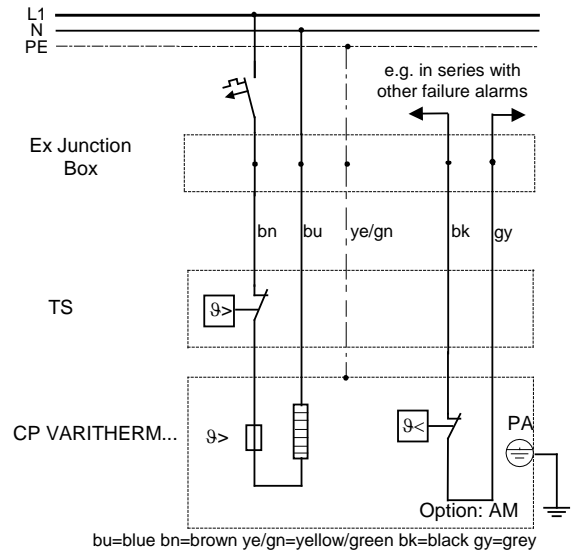 L1
N
PE
e.g. in series with
other failure alarms
Ex Junction
Box
bn bu ye/gn bk gy
TS
ϑ>
CP VARITHERM...
ϑ>
ϑ<
PA
Option: AM
bu=blue bn=brown ye/gn=yellow/green bk=black gy=grey